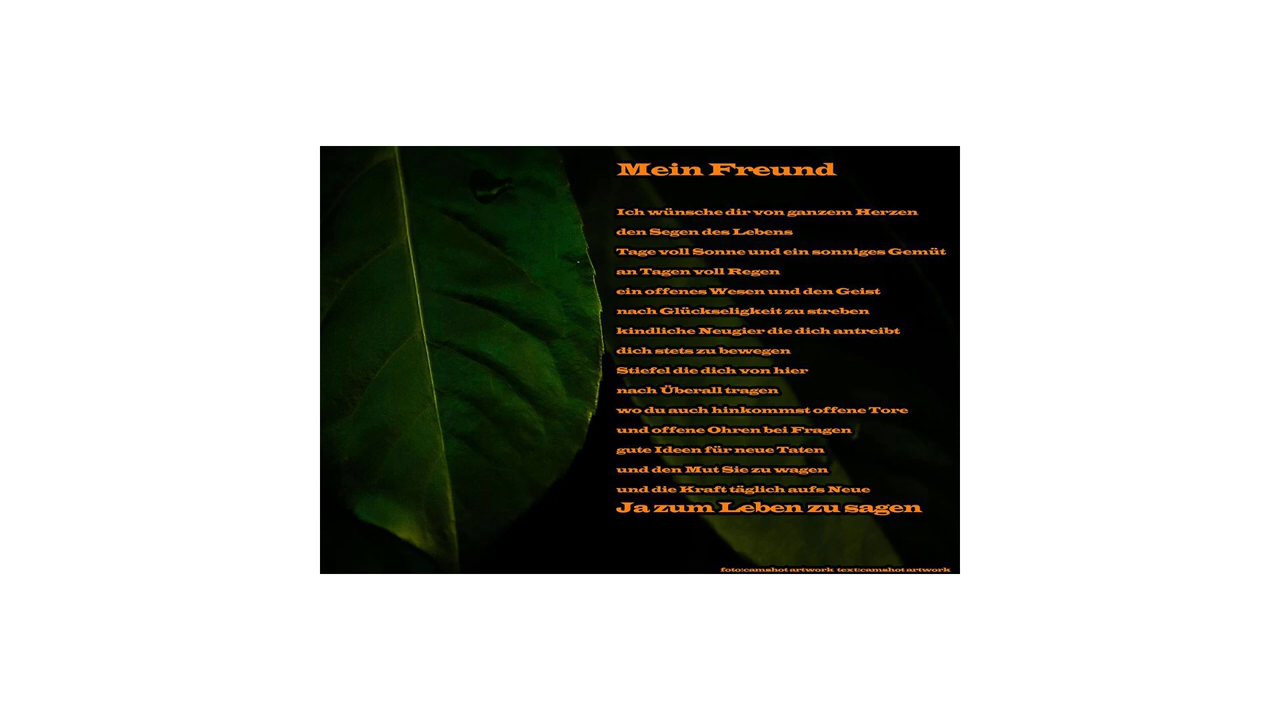 Mein Freund
Ich wünsche dir von ganzem Herzen
den Segen des Lebens
Tage voll Sonne und ein sonniges Gemüt
an Tagen voll Regen
ein offenes Wesen und den Geist
nach Glückseligkeit zu streben
kindliche Neugier die dich antreibt
dich stets zu bewegen
Stiefel die dich von hier
nach Überall tragen
wo du auch hinkommst offene Tore
und offene Ohren bei Fragen
gute Ideen für neue Taten
und den Mut Sie zu wagen
und die Kraft täglich aufs Neue
Ja zum Leben zu sagen
foto:camshot artwork text:camshot artwork